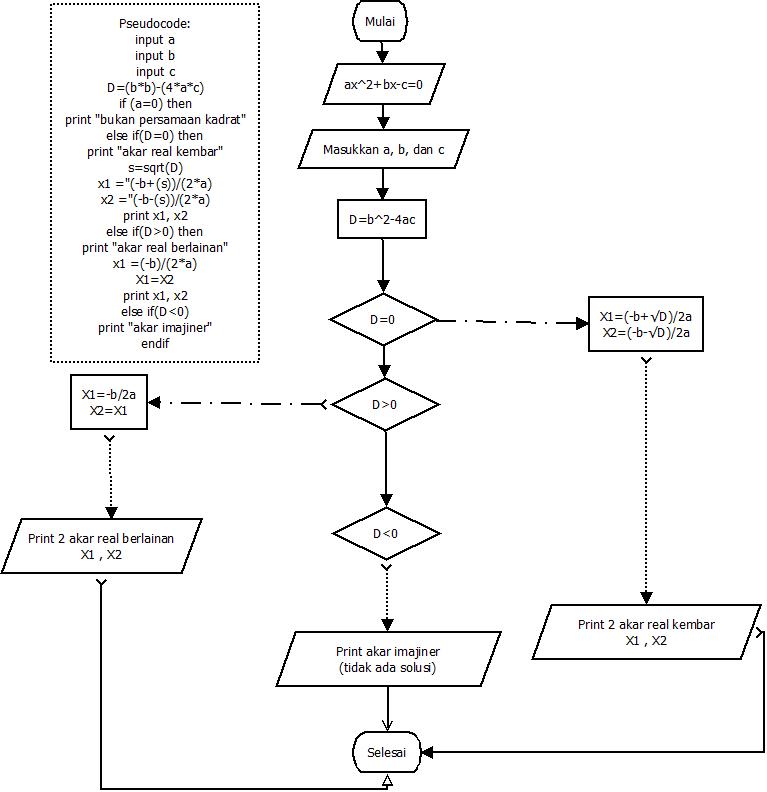 Pseudocode:
input a
input b
input c
D=(b*b)-(4*a*c)
if (a=0) then
print "bukan persamaan kadrat"
else if(D=0) then
print "akar real kembar"
s=sqrt(D)
x1 ="(-b+(s))/(2*a)
x2 ="(-b-(s))/(2*a)
print x1, x2
else if(D>0) then
print "akar real berlainan"
x1 =(-b)/(2*a)
X1=X2
print x1, x2
else if(D<0)
print "akar imajiner"
endif
Mulai
ax^2+bx-c=0
Masukkan a, b, dan c
D=b^2-4ac
D=0
X1=(-b+√D)/2a
X2=(-b-√D)/2a
D>0
X1=-b/2a
X2=X1
D<0
Print 2 akar real berlainan
X1 , X2
Print akar imajiner
(tidak ada solusi)
Print 2 akar real kembar
X1 , X2
Selesai